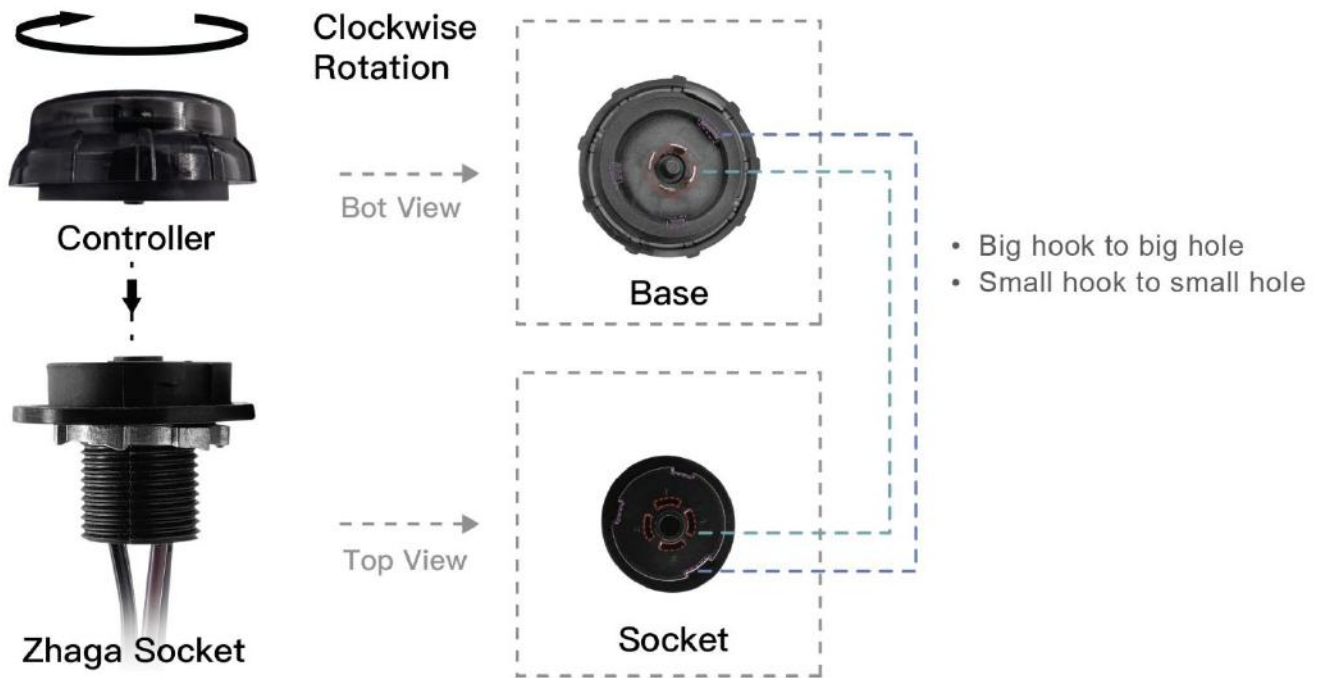 Clockwise
Rotation
Controller
Bot View
Base
• Big hook to big hole
• Small hook to small hole
Zhaga Socket
Top View
Socket